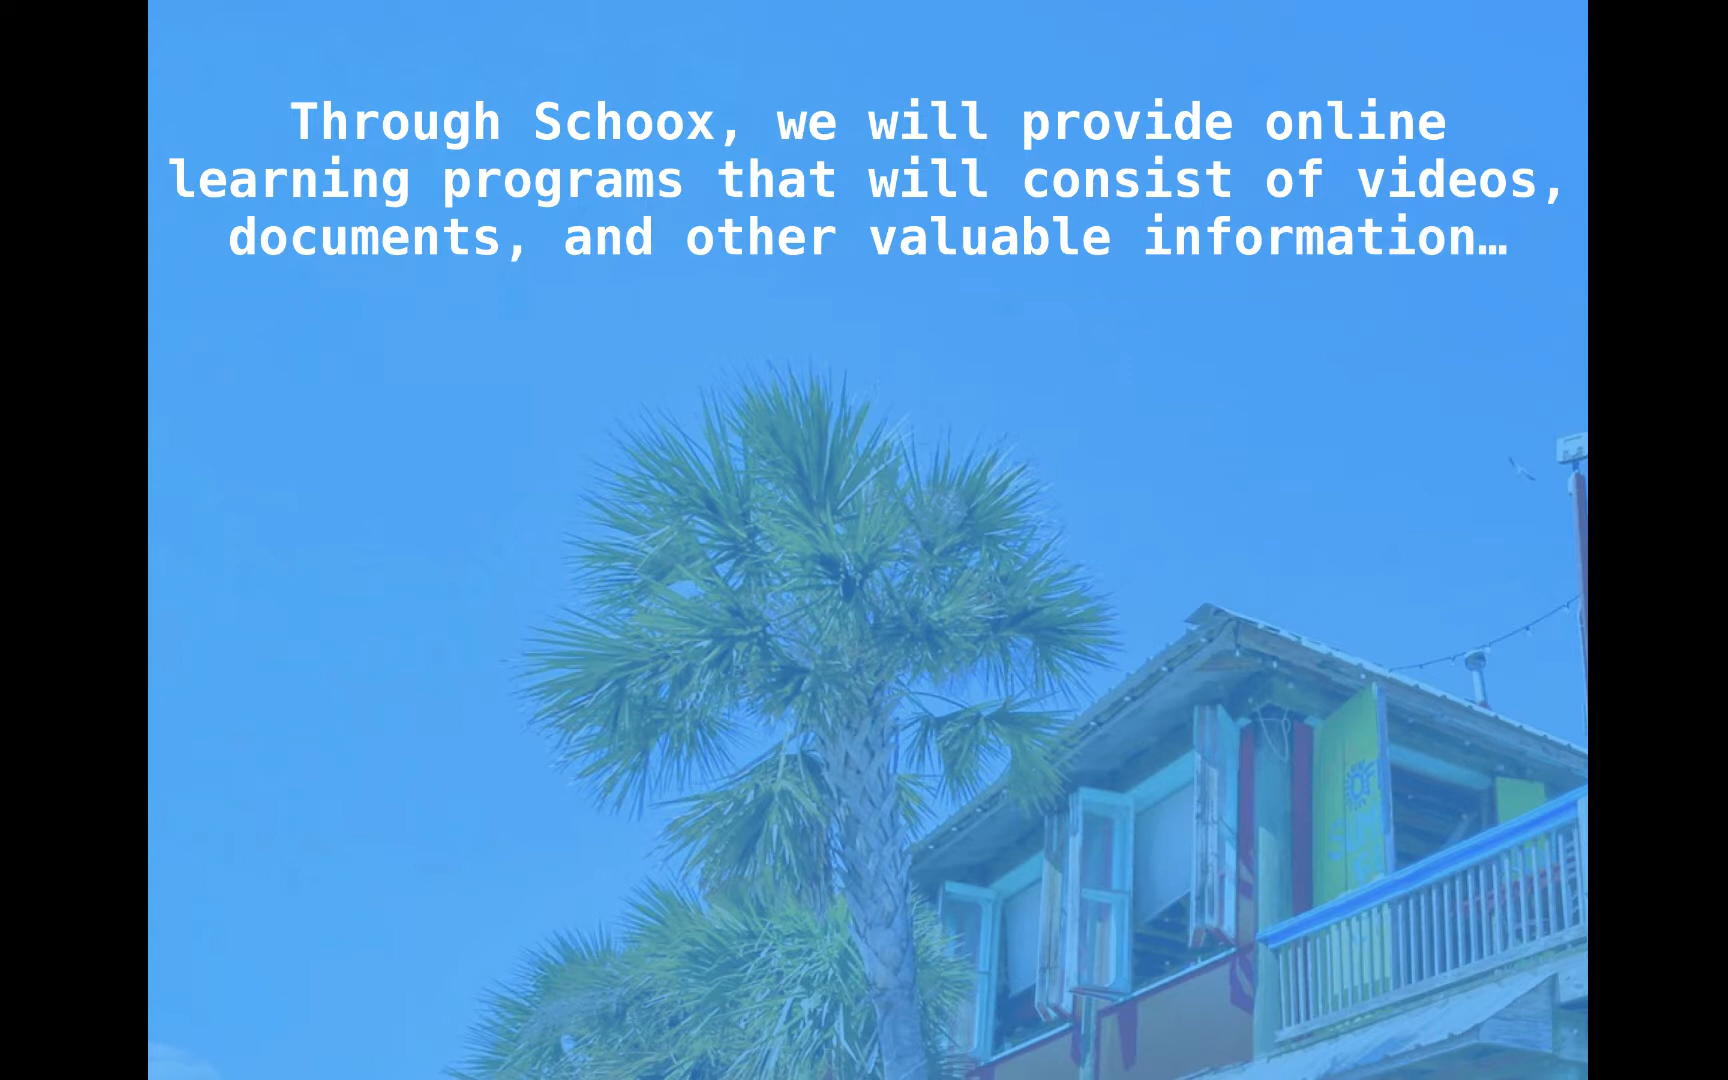 Through Schoox, we will provide online
learning programs that will consist of videos,
documents, and other valuable information…